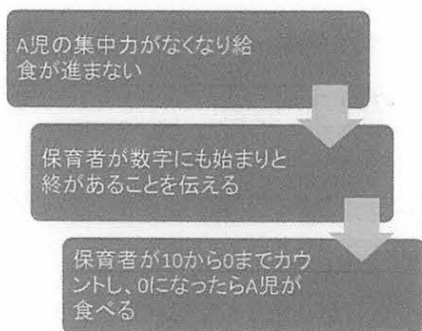 A児の集中力がなくなり給
食が進まない
保育者が数字にも始まりと
終があることを伝える
保育者が10から0までカウ
ントし、0になったらA児が
食べる